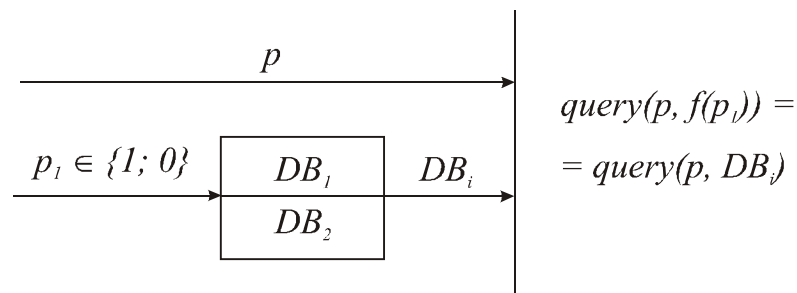 p
p₁ ∈ {1; 0}
DB₁
DB₂
DBᵢ
query(p, f(p₁)) =
= query(p, DBᵢ)